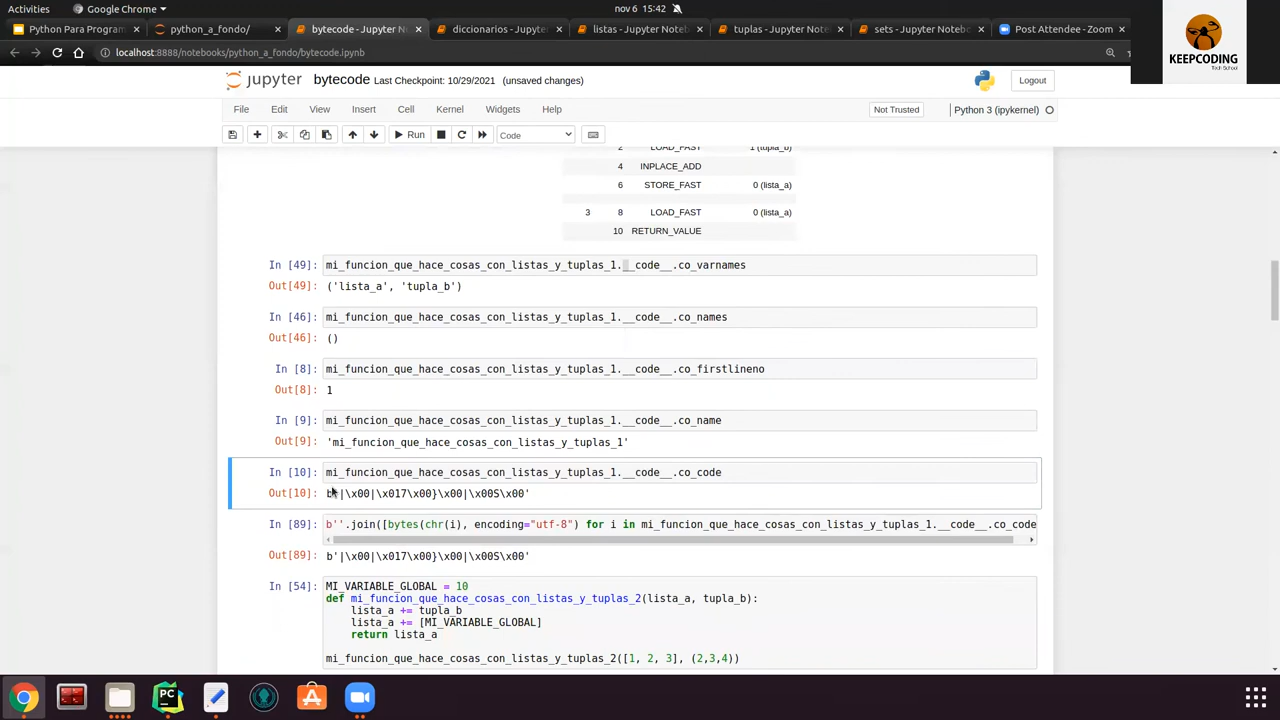 Activities
Google Chrome
nov 6 15:42
Python Para Program
python_a_fondo/
bytecode - Jupyter N
diccionarios - Jupyter
listas - Jupyter Noteb
tuplas - Jupyter Noteb
sets - Jupyter Notebo
Post Attendee - Zoom
localhost:8888/notebooks/python_a_fondo/bytecode.ipynb
KEEPCODING
Tech School
jupyter bytecode Last Checkpoint: 10/29/2021 (unsaved changes)
Logout
File Edit View Insert Cell Kernel Widgets Help
Not Trusted
Python 3 (ipykernel)
Run
Code
2 LOAD_FAST 1 (tupla_b)
4 INPLACE_ADD
6 STORE_FAST 0 (lista_a)
3 8 LOAD_FAST 0 (lista_a)
10 RETURN_VALUE
In [49]: mi_funcion_que_hace_cosas_con_listas_y_tuplas_1.__code__.co_varnames
Out[49]: ('lista_a', 'tupla_b')
In [46]: mi_funcion_que_hace_cosas_con_listas_y_tuplas_1.__code__.co_names
Out[46]: ()
In [8]: mi_funcion_que_hace_cosas_con_listas_y_tuplas_1.__code__.co_firstlineno
Out[8]: 1
In [9]: mi_funcion_que_hace_cosas_con_listas_y_tuplas_1.__code__.co_name
Out[9]: 'mi_funcion_que_hace_cosas_con_listas_y_tuplas_1'
In [10]: mi_funcion_que_hace_cosas_con_listas_y_tuplas_1.__code__.co_code
Out[10]: b'|\x00|\x017\x00}\x00|\x00S\x00'
In [89]: b''.join([bytes(chr(i), encoding="utf-8") for i in mi_funcion_que_hace_cosas_con_listas_y_tuplas_1.__code__.co_code
Out[89]: b'|\x00|\x017\x00}\x00|\x00S\x00'
In [54]: MI_VARIABLE_GLOBAL = 10
def mi_funcion_que_hace_cosas_con_listas_y_tuplas_2(lista_a, tupla_b):
lista_a += tupla_b
lista_a += [MI_VARIABLE_GLOBAL]
return lista_a
mi_funcion_que_hace_cosas_con_listas_y_tuplas_2([1, 2, 3], (2,3,4))